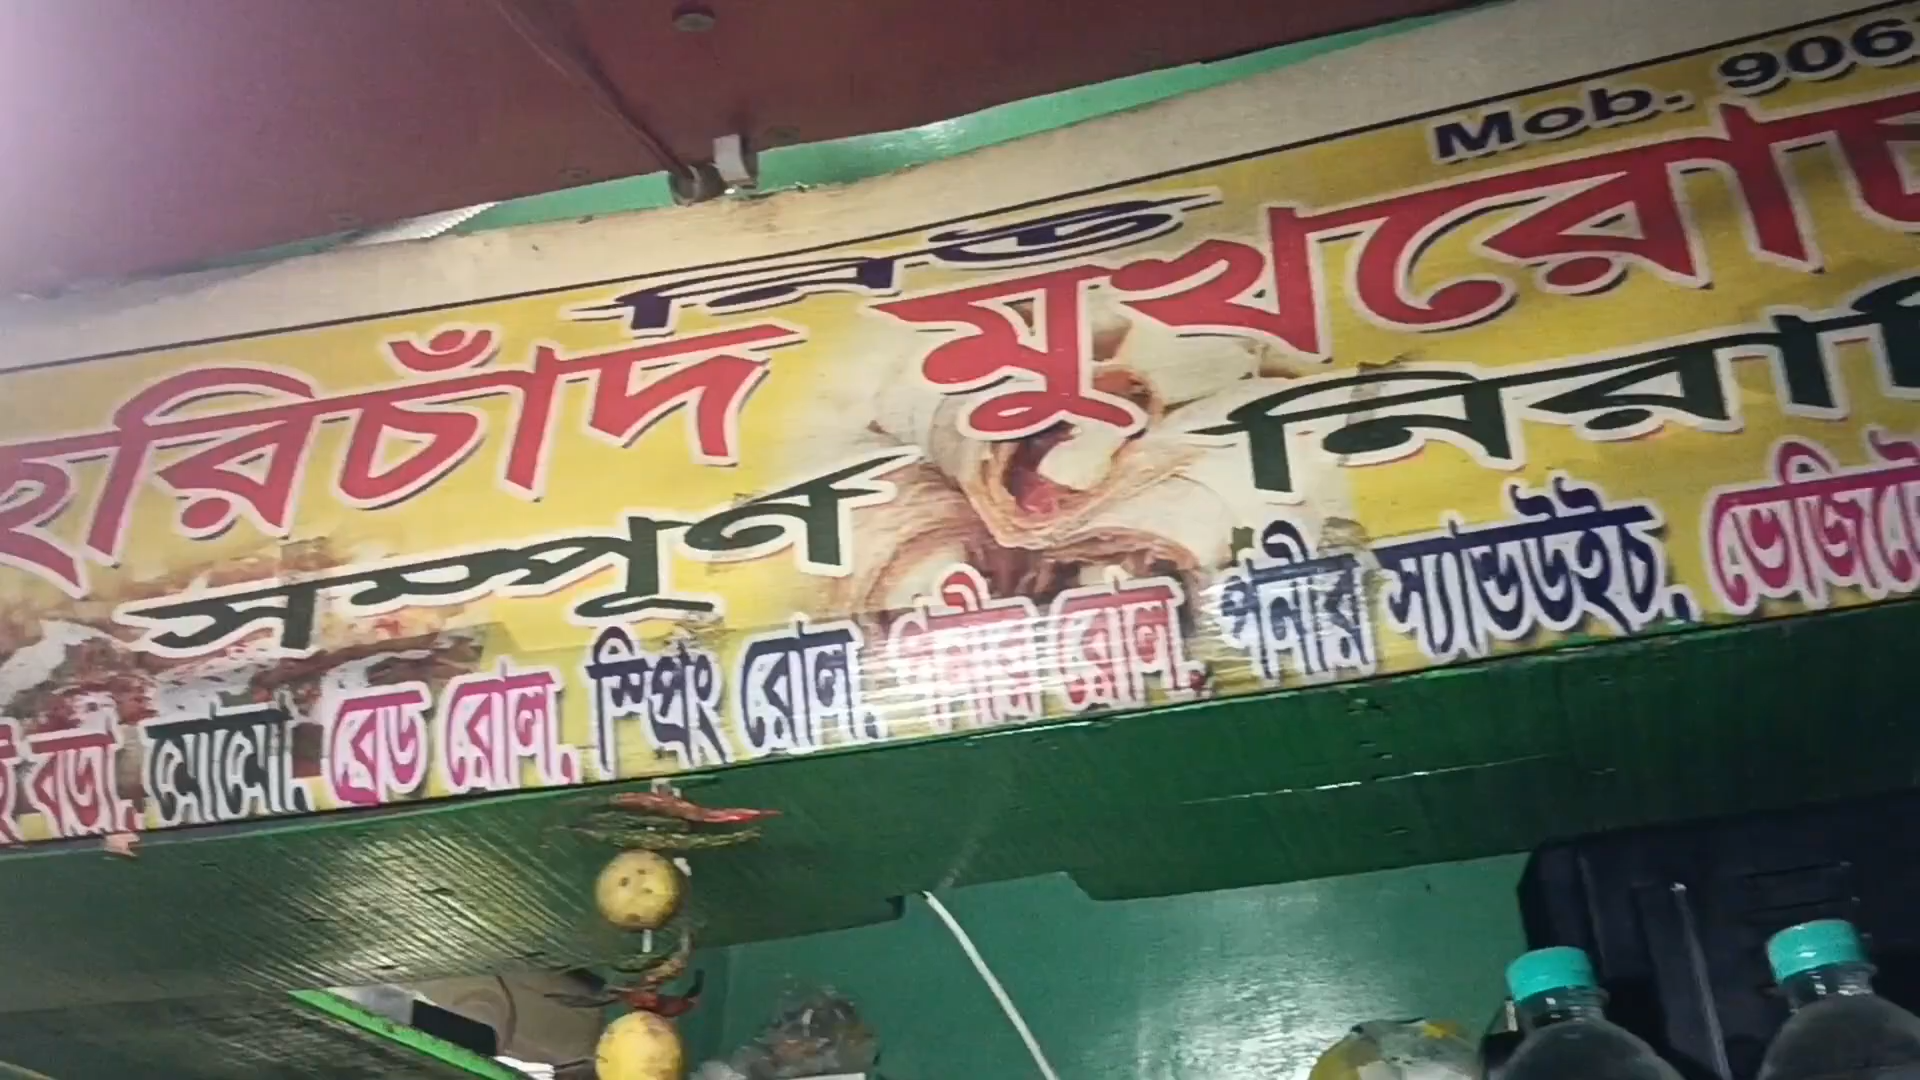 Mob. 906
নিউ
হরিচাঁদ মুখরোচ
সম্পূর্ণ নিরামি
ই বড়া, মোমো, ব্রেড রোল, স্প্রিং রোল, পনীর রোল, পনীর স্যান্ডউইচ, ভেজিটে